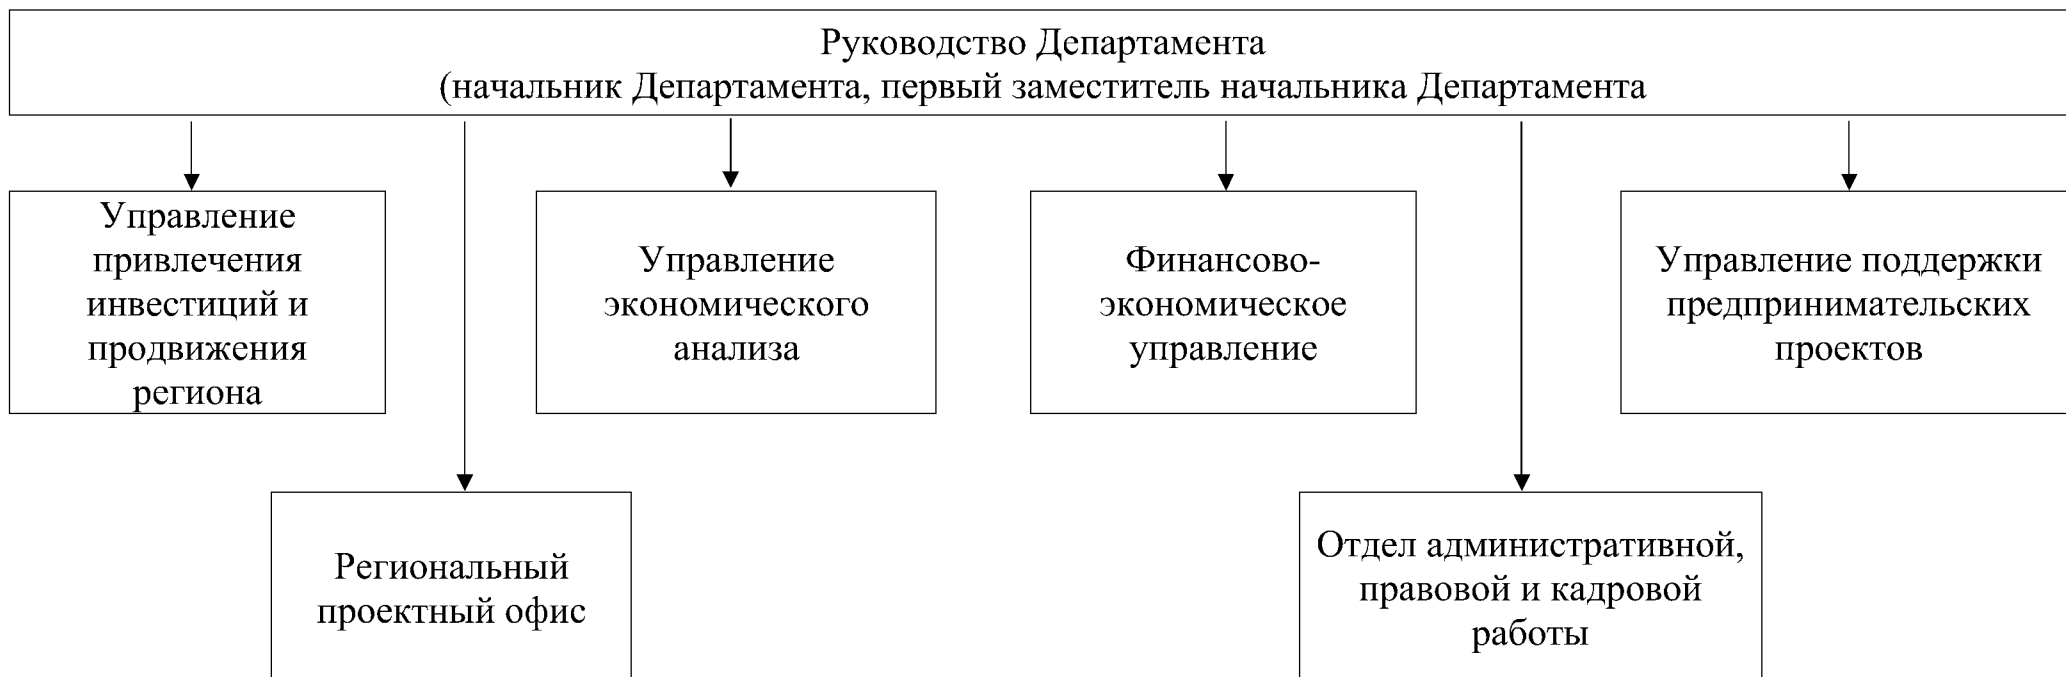 Руководство Департамента
(начальник Департамента, первый заместитель начальника Департамента
Управление
привлечения
инвестиций и
продвижения
региона
Управление
экономического
анализа
Финансово-
экономическое
управление
Управление поддержки
предпринимательских
проектов
Региональный
проектный офис
Отдел административной,
правовой и кадровой
работы